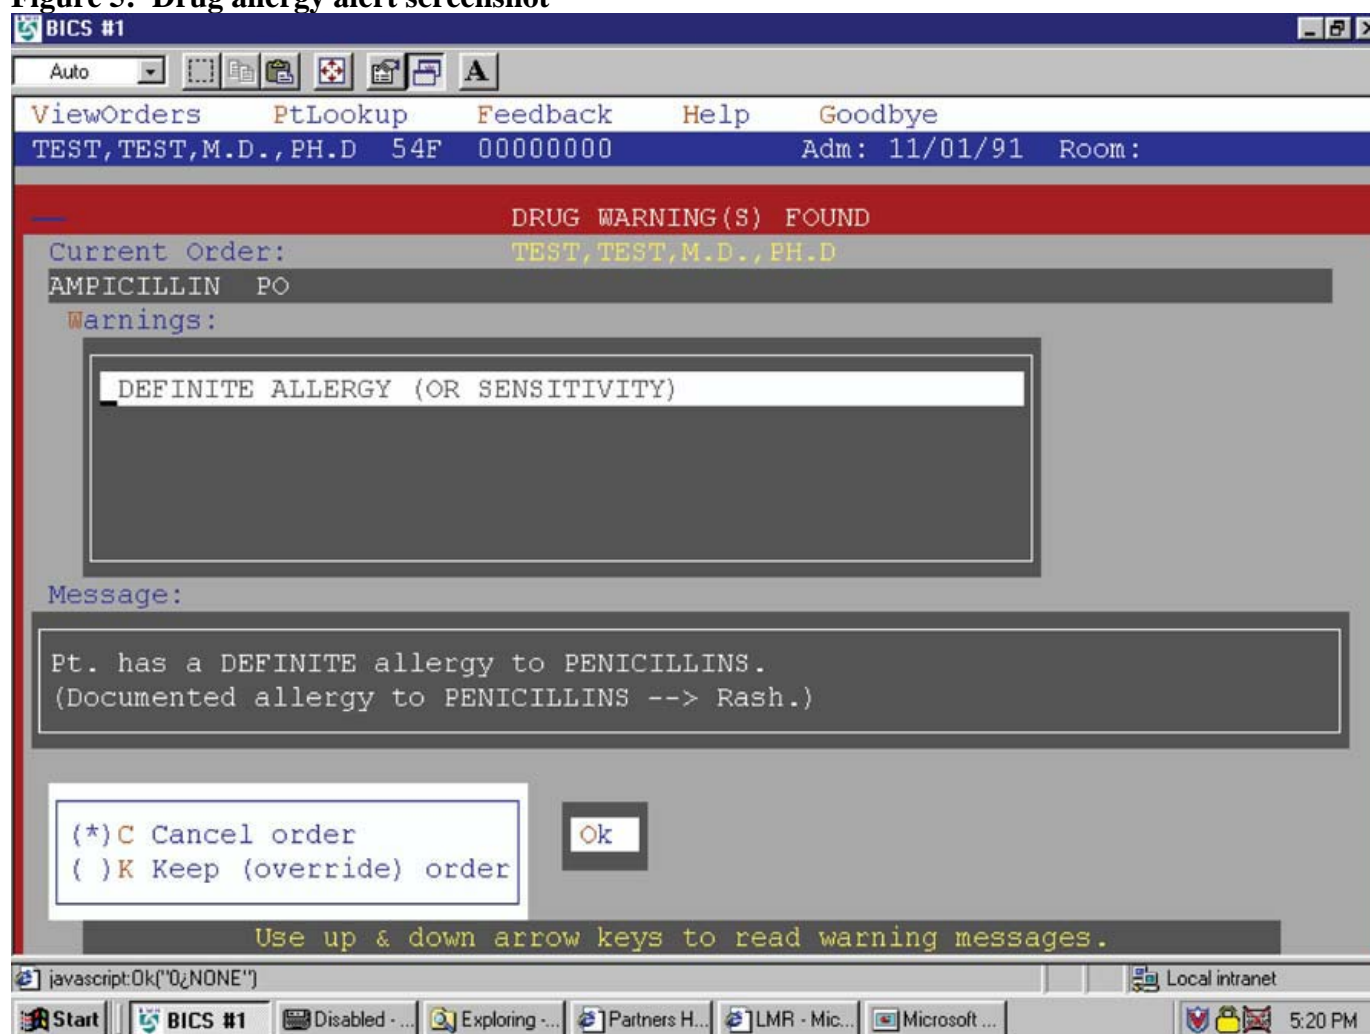 Figure 5:  Drug allergy alert screenshot
BICS #1
Auto
A
ViewOrders PtLookup Feedback Help Goodbye
TEST,TEST,M.D.,PH.D 54F 00000000 Adm: 11/01/91 Room:
DRUG WARNING(S) FOUND
Current Order: TEST,TEST,M.D.,PH.D
AMPICILLIN PO
Warnings:
DEFINITE ALLERGY (OR SENSITIVITY)
Message:
Pt. has a DEFINITE allergy to PENICILLINS.
(Documented allergy to PENICILLINS --> Rash.)
(*)C Cancel order
( )K Keep (override) order
Ok
Use up & down arrow keys to read warning messages.
javascript:Ok("0¿NONE") Local intranet
Start BICS #1 Disabled - ... Exploring -... Partners H... LMR - Mic... Microsoft ... 5:20 PM